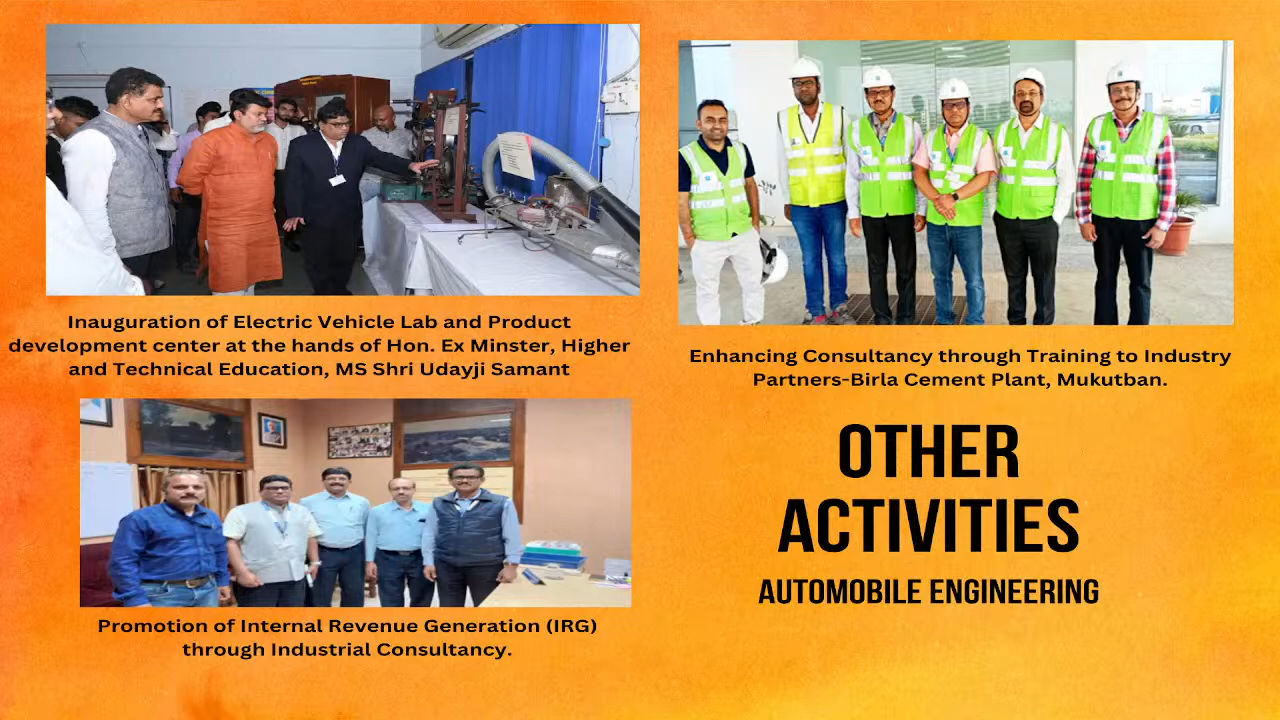 Inauguration of Electric Vehicle Lab and Product
development center at the hands of Hon. Ex Minster, Higher
and Technical Education, MS Shri Udayji Samant
Enhancing Consultancy through Training to Industry
Partners-Birla Cement Plant, Mukutban.
OTHER
ACTIVITIES
AUTOMOBILE ENGINEERING
Promotion of Internal Revenue Generation (IRG)
through Industrial Consultancy.